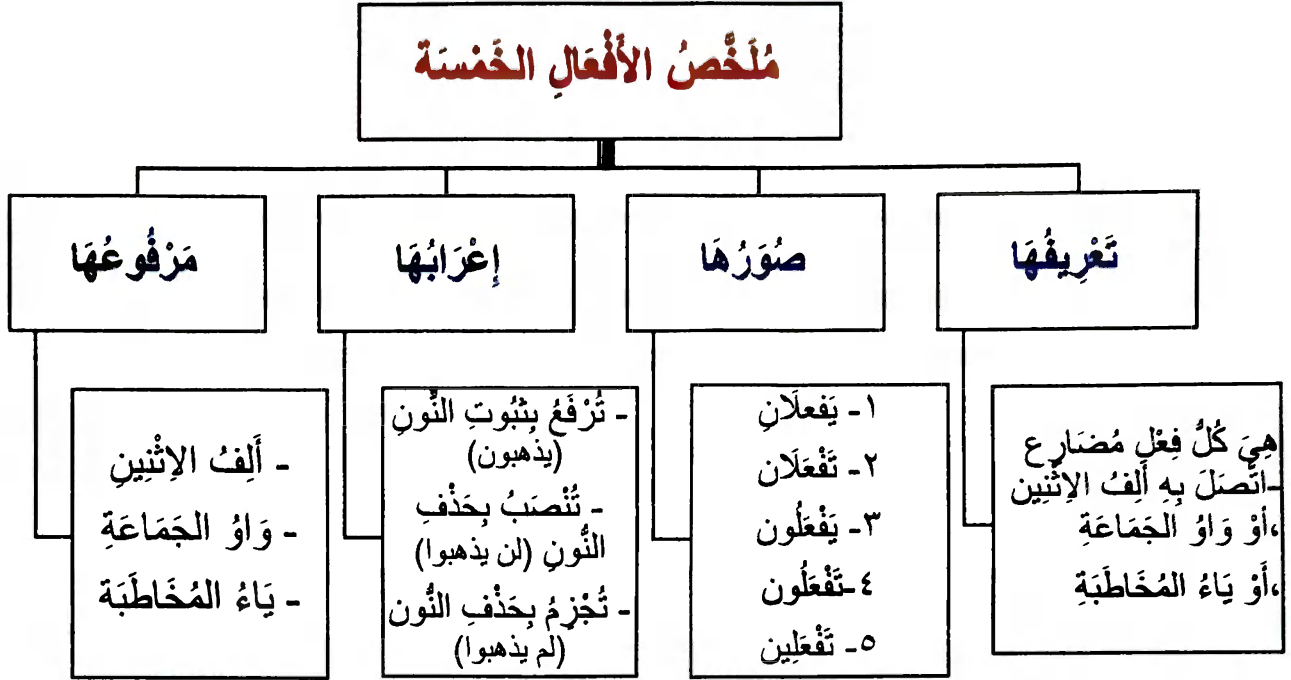 مُلَخَّصُ الأَفْعَالِ الخَمْسَة
تَعْرِيفُهَا
صُوَرُهَا
إِعْرَابُهَا
مَرْفُوعُهَا
هِيَ كُلُّ فِعْلٍ مُضَارِعٍ
-اتَّصَلَ بِهِ أَلِفُ الاِثْنِينِ
،أَوْ وَاوُ الجَمَاعَةِ
،أَوْ يَاءُ المُخَاطَبَةِ
١- يَفعلَانِ
٢- تَفْعَلَان
٣- يَفْعَلُون
٤-تَفْعَلُون
٥- تَفْعَلِين
- تُرْفَعُ بِثُبُوتِ النُّونِ
(يذهبون)
- تُنْصَبُ بِحَذْفِ
النُّونِ (لن يذهبوا)
- تُجْزِمُ بِحَذْفِ النُّون
(لم يذهبوا)
- أَلِفُ الاِثْنِينِ
- وَاوُ الجَمَاعَةِ
- يَاءُ المُخَاطَبَة